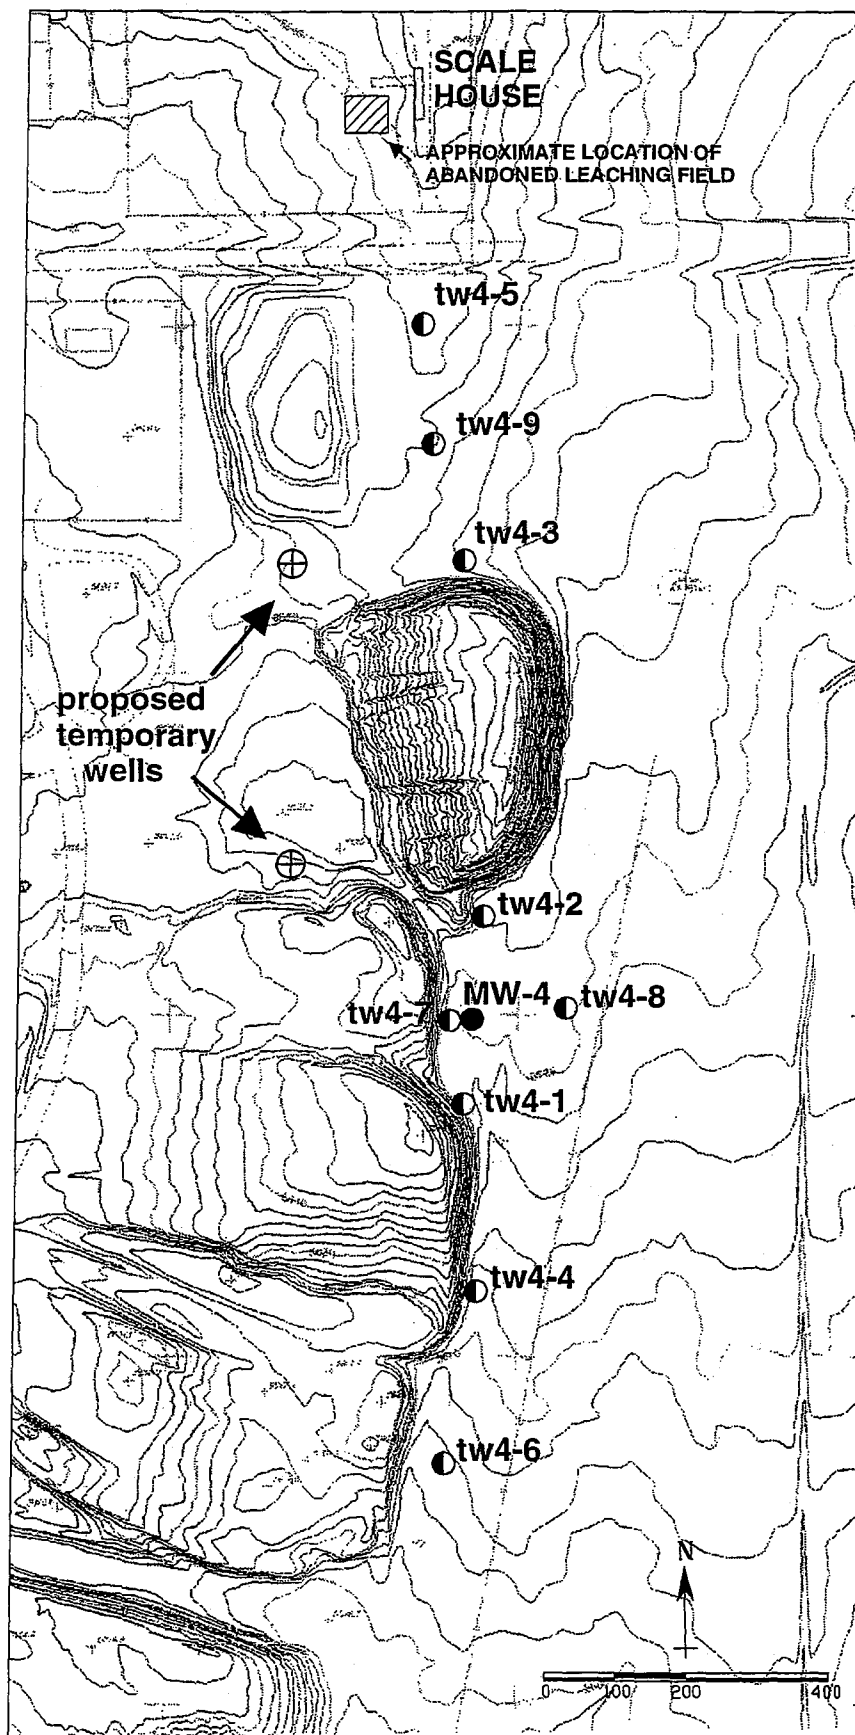 SCALE
HOUSE
APPROXIMATE LOCATION OF
ABANDONED LEACHING FIELD
tw4-5
tw4-9
tw4-3
proposed
temporary
wells
tw4-2
tw4-7
MW-4
tw4-8
tw4-1
tw4-4
tw4-6
N
0 100 200 400